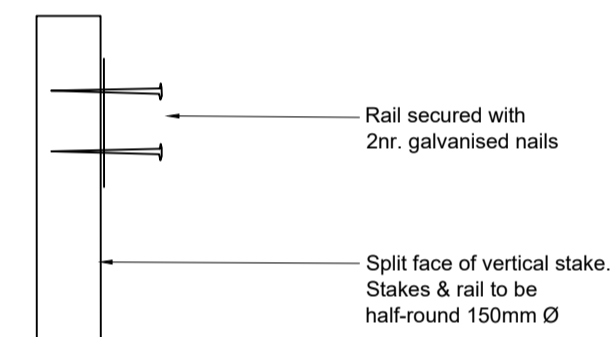 Rail secured with
2nr. galvanised nails
Split face of vertical stake.
Stakes & rail to be
half-round 150mm Ø